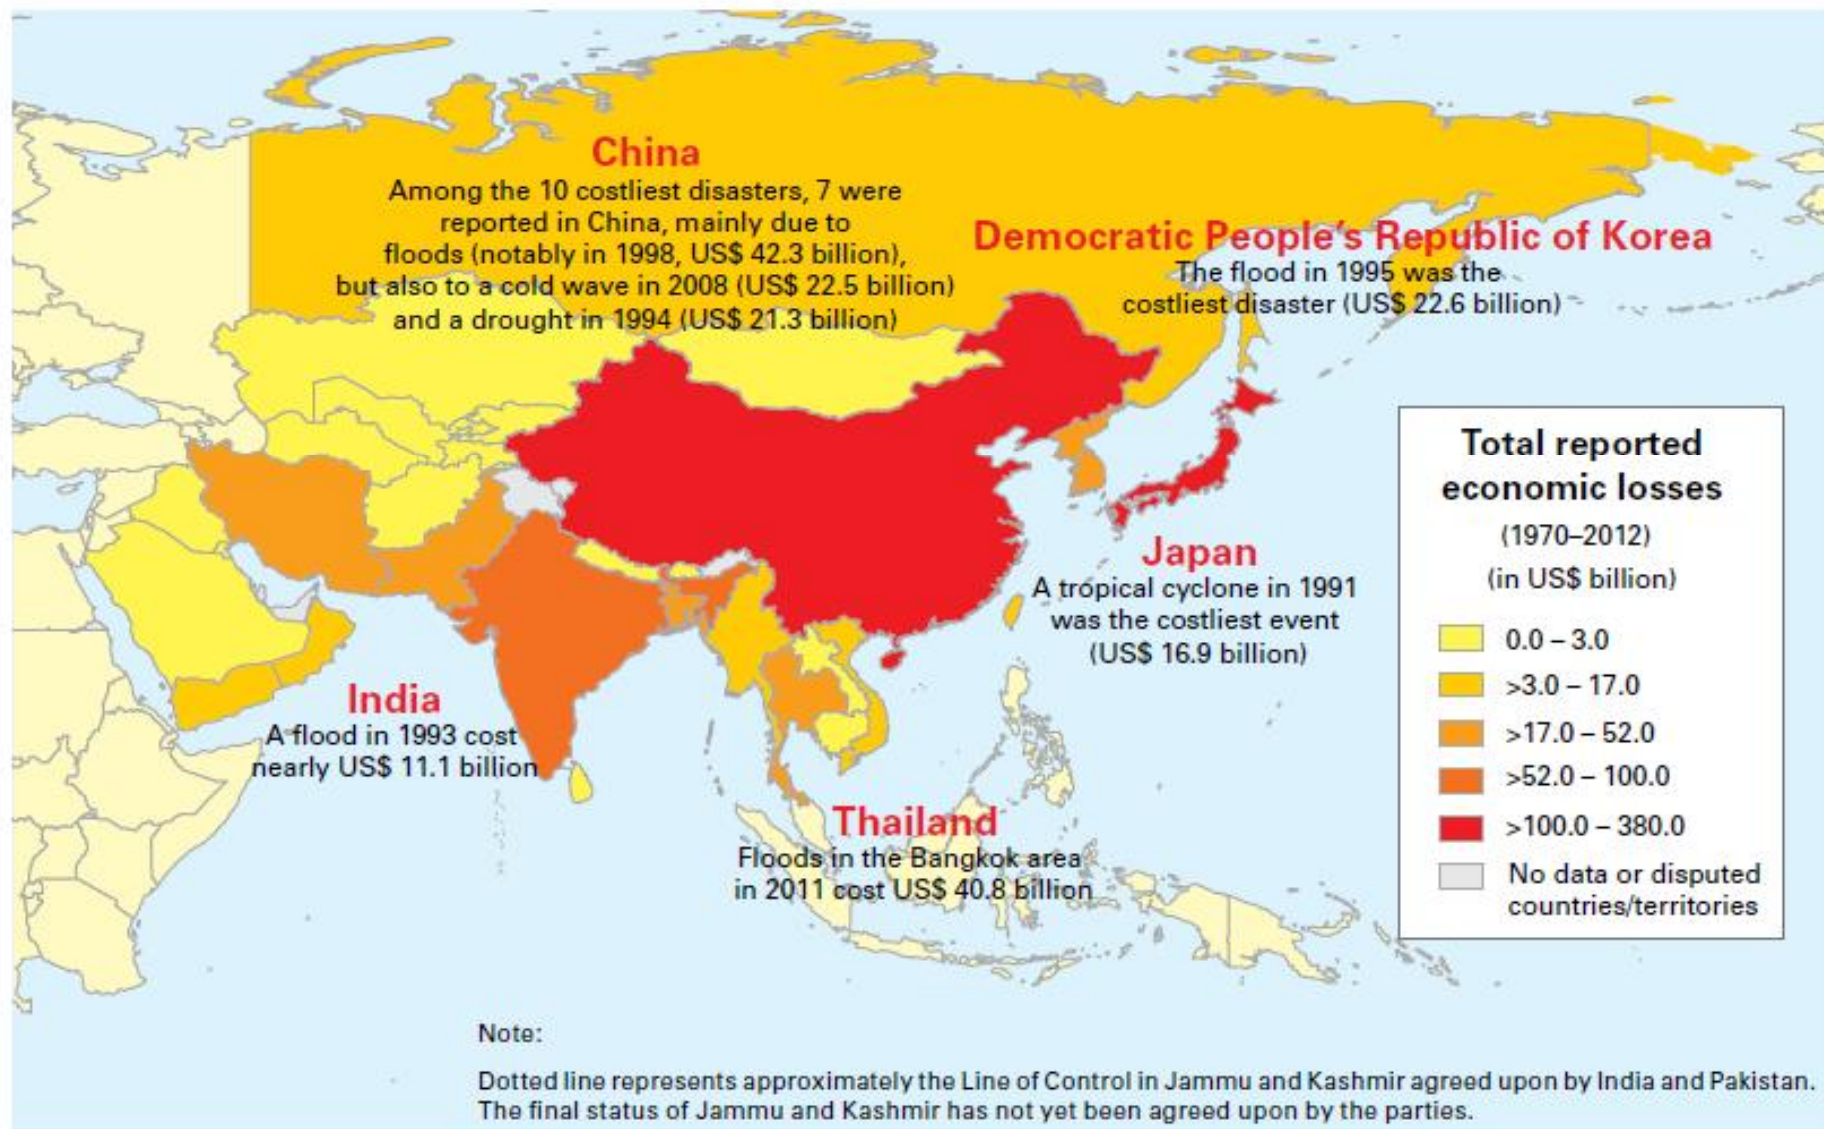 China
Among the 10 costliest disasters, 7 were
reported in China, mainly due to
floods (notably in 1998, US$ 42.3 billion),
but also to a cold wave in 2008 (US$ 22.5 billion)
and a drought in 1994 (US$ 21.3 billion)
Democratic People's Republic of Korea
The flood in 1995 was the
costliest disaster (US$ 22.6 billion)
Japan
A tropical cyclone in 1991
was the costliest event
(US$ 16.9 billion)
India
A flood in 1993 cost
nearly US$ 11.1 billion
Thailand
Floods in the Bangkok area
in 2011 cost US$ 40.8 billion
Total reported
economic losses
(1970–2012)
(in US$ billion)
0.0 – 3.0
>3.0 – 17.0
>17.0 – 52.0
>52.0 – 100.0
>100.0 – 380.0
No data or disputed
countries/territories
Note:
Dotted line represents approximately the Line of Control in Jammu and Kashmir agreed upon by India and Pakistan.
The final status of Jammu and Kashmir has not yet been agreed upon by the parties.